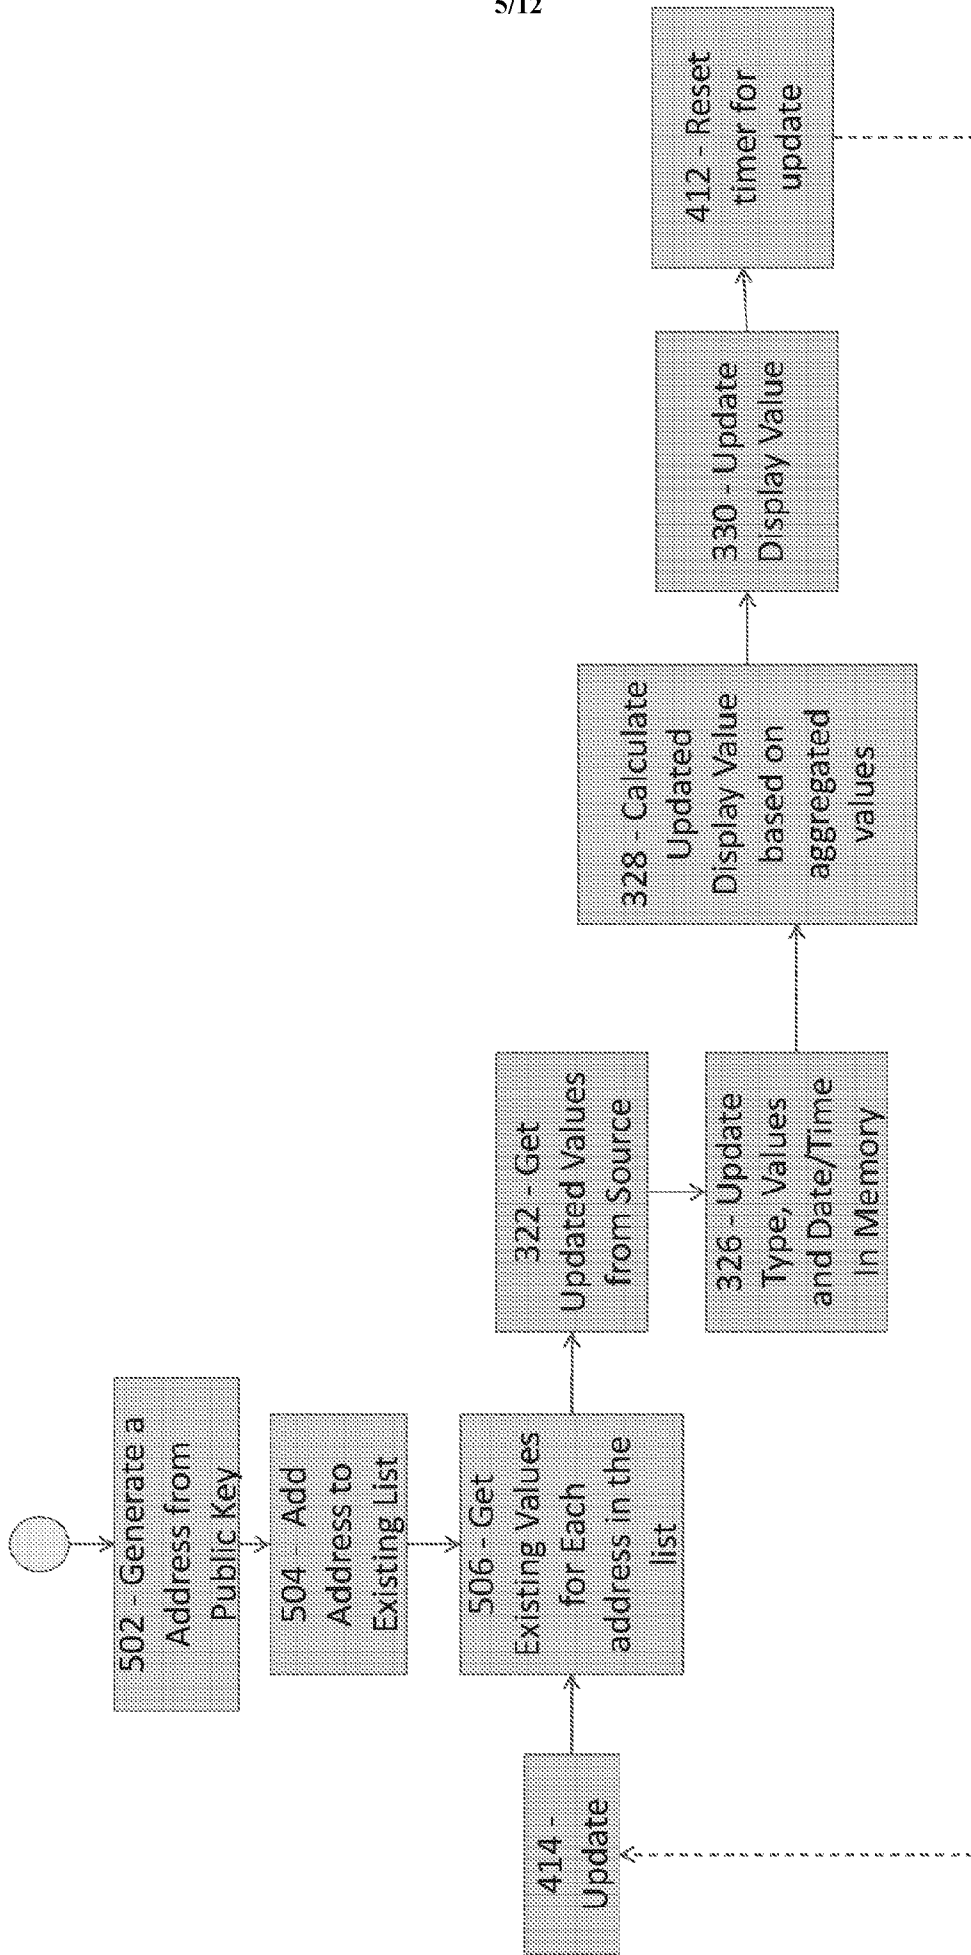 5/12
502 - Generate a
Address from
Public Key
504 - Add
Address to
Existing List
414 -
Update
506 - Get
Existing Values
for Each
address in the
list
322 - Get
Updated Values
from Source
326 - Update
Type, Values
and Date/Time
In Memory
328 - Calculate
Updated
Display Value
based on
aggregated
values
330 - Update
Display Value
412 - Reset
timer for
update